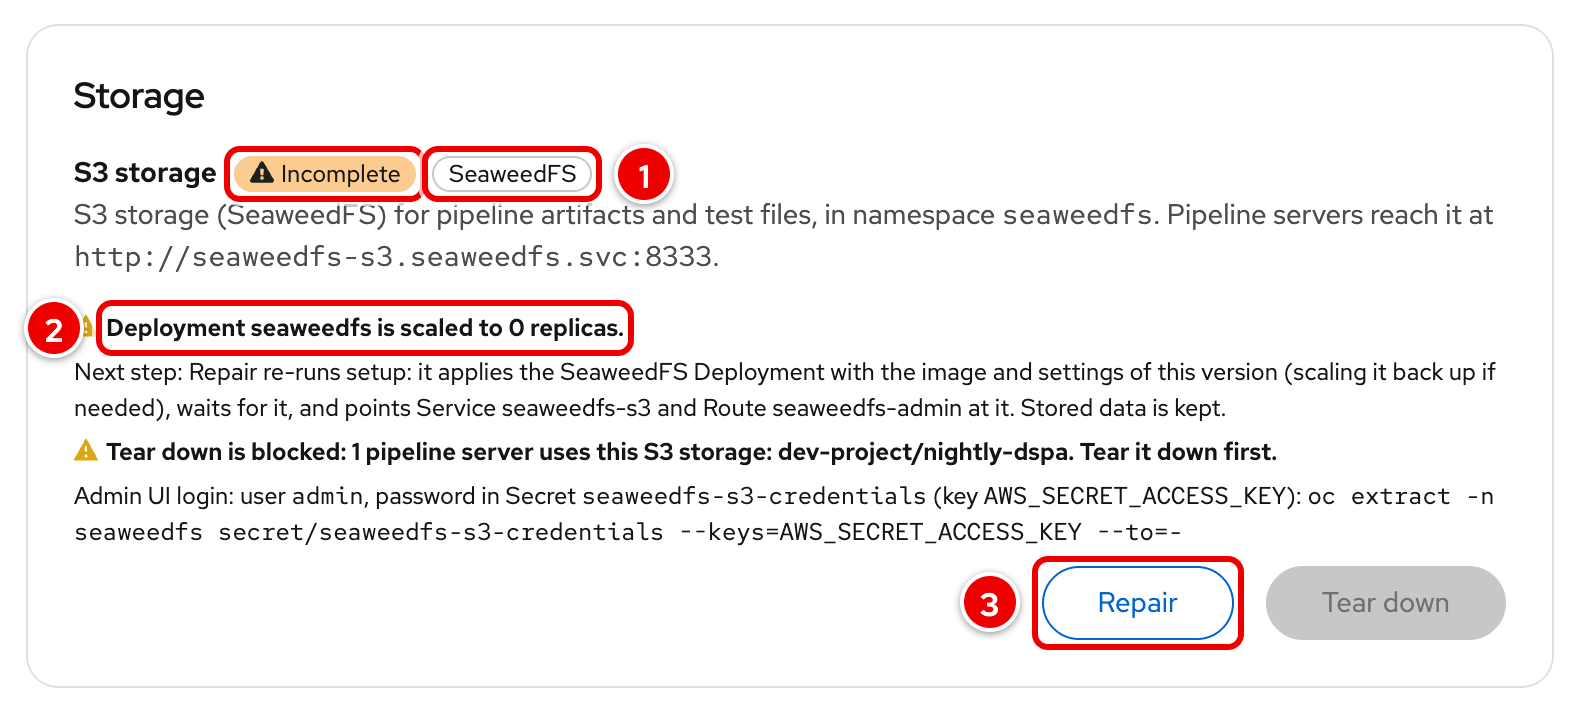 Storage
S3 storage Incomplete SeaweedFS 1
S3 storage (SeaweedFS) for pipeline artifacts and test files, in namespace seaweedfs. Pipeline servers reach it at
http://seaweedfs-s3.seaweedfs.svc:8333.
2 Deployment seaweedfs is scaled to 0 replicas.
Next step: Repair re-runs setup: it applies the SeaweedFS Deployment with the image and settings of this version (scaling it back up if
needed), waits for it, and points Service seaweedfs-s3 and Route seaweedfs-admin at it. Stored data is kept.
Tear down is blocked: 1 pipeline server uses this S3 storage: dev-project/nightly-dspa. Tear it down first.
Admin UI login: user admin, password in Secret seaweedfs-s3-credentials (key AWS_SECRET_ACCESS_KEY): oc extract -n
seaweedfs secret/seaweedfs-s3-credentials --keys=AWS_SECRET_ACCESS_KEY --to=-
3 Repair Tear down